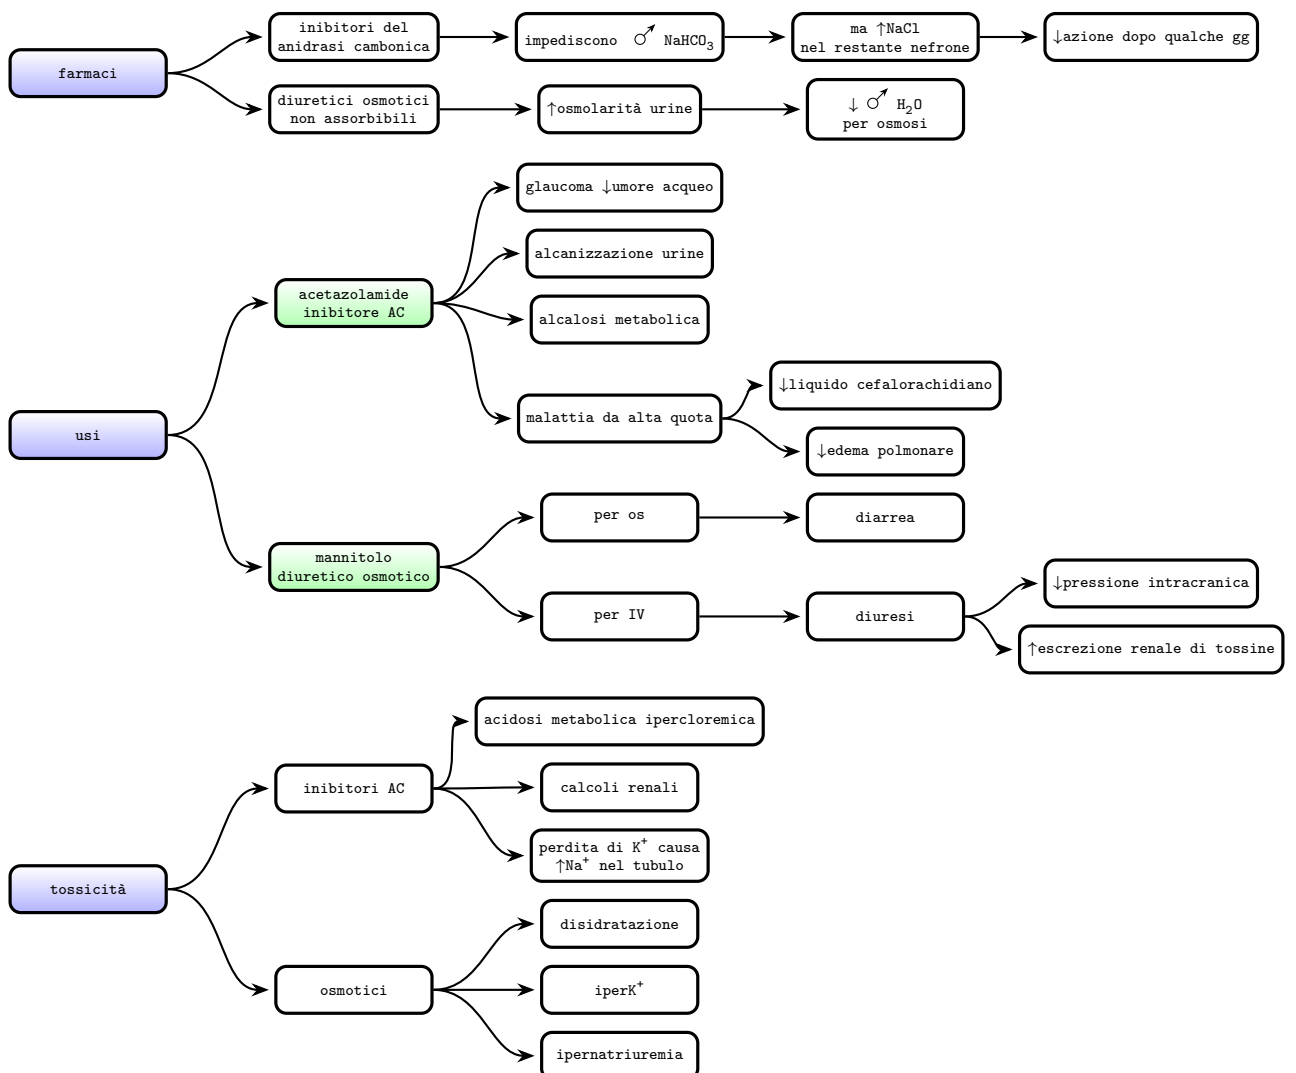 farmaci
inibitori del
anidrasi cambonica
impediscono ♂ NaHCO₃
ma ↑NaCl
nel restante nefrone
↓azione dopo qualche gg
diuretici osmotici
non assorbibili
↑osmolarità urine
↓ ♂ H₂O
per osmosi
usi
acetazolamide
inibitore AC
glaucoma ↓umore acqueo
alcanizzazione urine
alcalosi metabolica
malattia da alta quota
↓liquido cefalorachidiano
↓edema polmonare
mannitolo
diuretico osmotico
per os
diarrea
per IV
diuresi
↓pressione intracranica
↑escrezione renale di tossine
tossicità
inibitori AC
acidosi metabolica ipercloremica
calcoli renali
perdita di K⁺ causa
↑Na⁺ nel tubulo
osmotici
disidratazione
iperK⁺
ipernatriuremia